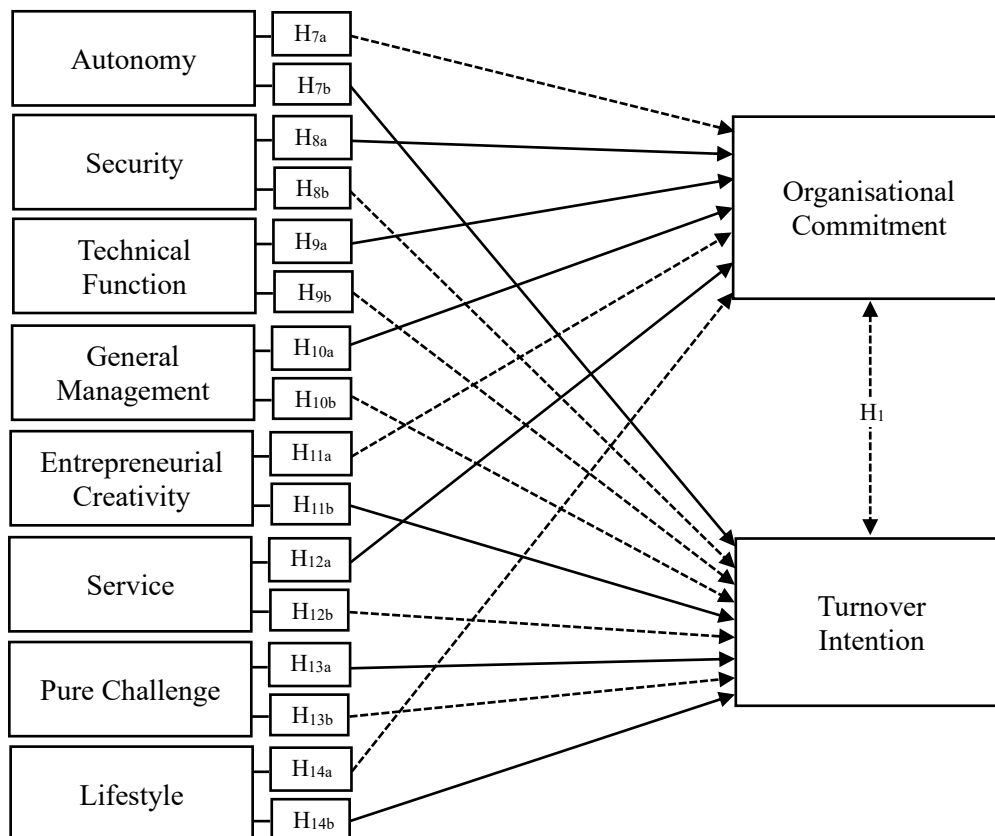 Autonomy
H7a
H7b
Security
H8a
H8b
Technical
Function
H9a
H9b
General
Management
H10a
H10b
Entrepreneurial
Creativity
H11a
H11b
Service
H12a
H12b
Pure Challenge
H13a
H13b
Lifestyle
H14a
H14b
Organisational
Commitment
H1
Turnover
Intention